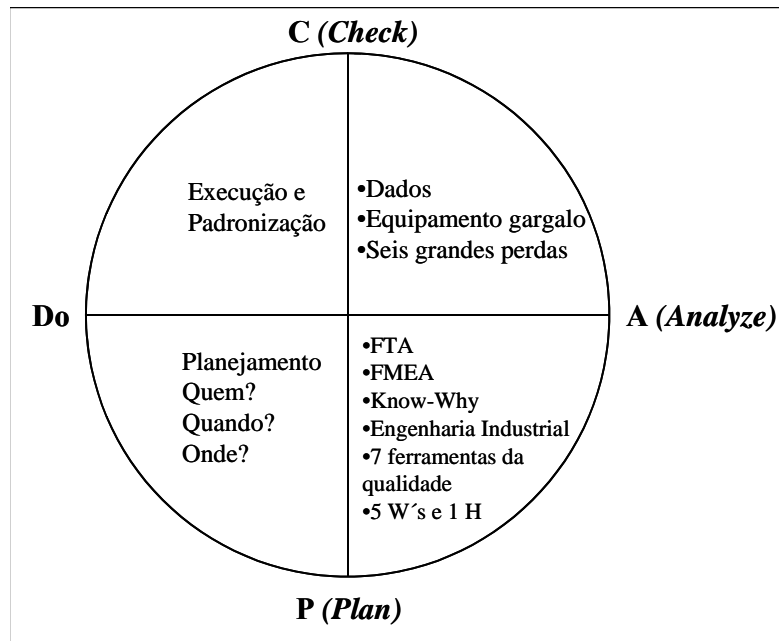 C (Check)
Execução e
Padronização
•Dados
•Equipamento gargalo
•Seis grandes perdas
Do
A (Analyze)
Planejamento
Quem?
Quando?
Onde?
•FTA
•FMEA
•Know-Why
•Engenharia Industrial
•7 ferramentas da
qualidade
•5 W´s e 1 H
P (Plan)